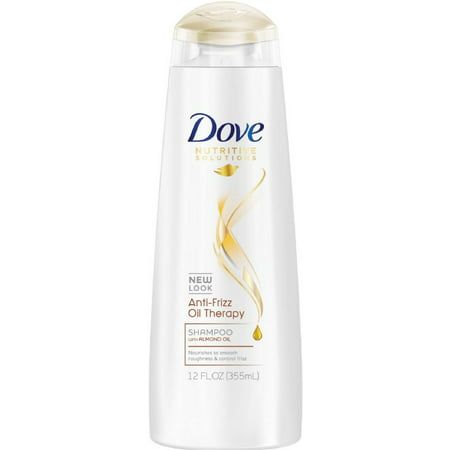 Dove
NUTRITIVE
SOLUTIONS
NEW
LOOK
Anti-Frizz
Oil Therapy
SHAMPOO
with ALMOND OIL
Nourishes to smooth
roughness & control frizz
12 FL OZ (355mL)